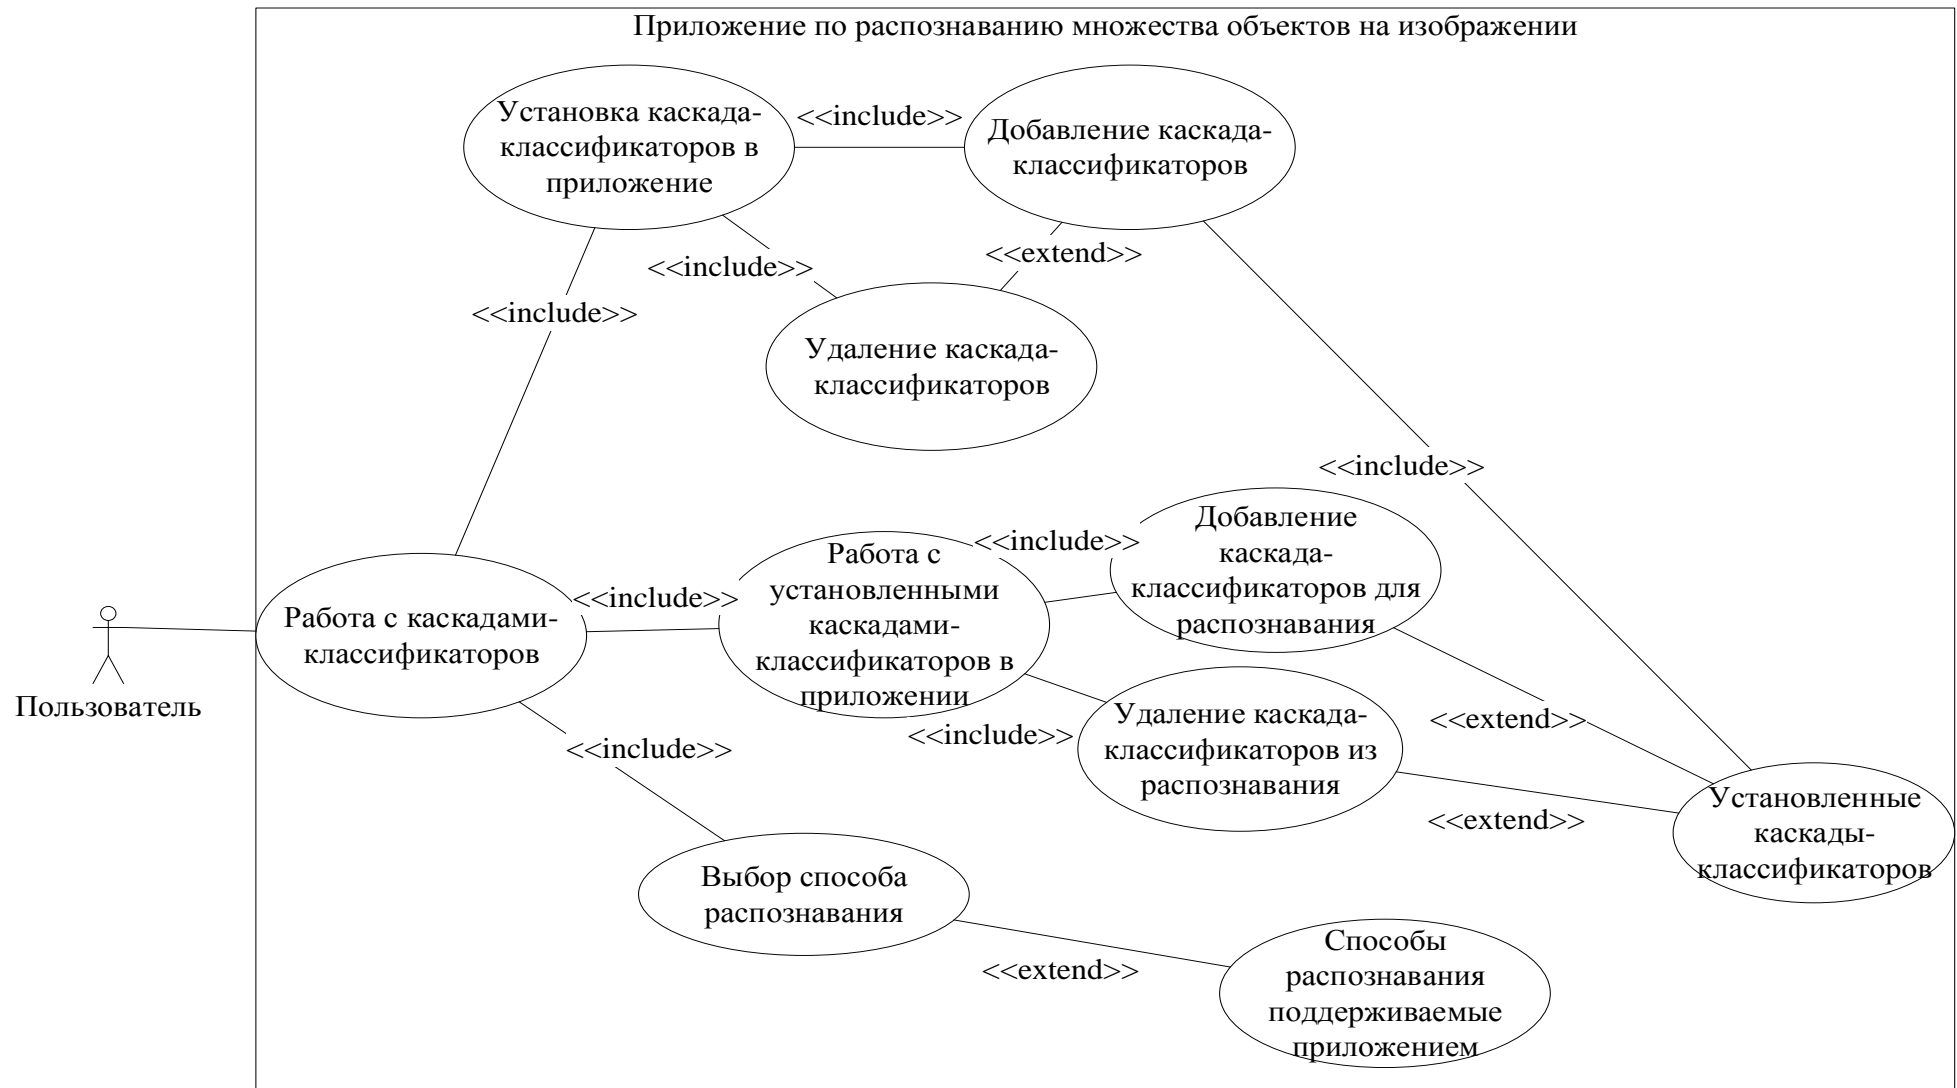 Приложение по распознаванию множества объектов на изображении
Установка каскада-
классификаторов в
приложение
<<include>>
Добавление каскада-
классификаторов
<<include>>
<<extend>>
<<include>>
Удаление каскада-
классификаторов
<<include>>
Пользователь
Работа с каскадами-
классификаторов
<<include>>
Работа с
установленными
каскадами-
классификаторов в
приложении
<<include>>
Добавление
каскада-
классификаторов для
распознавания
<<include>>
Удаление каскада-
классификаторов из
распознавания
<<extend>>
<<extend>>
Установленные
каскады-
классификаторов
<<include>>
Выбор способа
распознавания
<<extend>>
Способы
распознавания
поддерживаемые
приложением